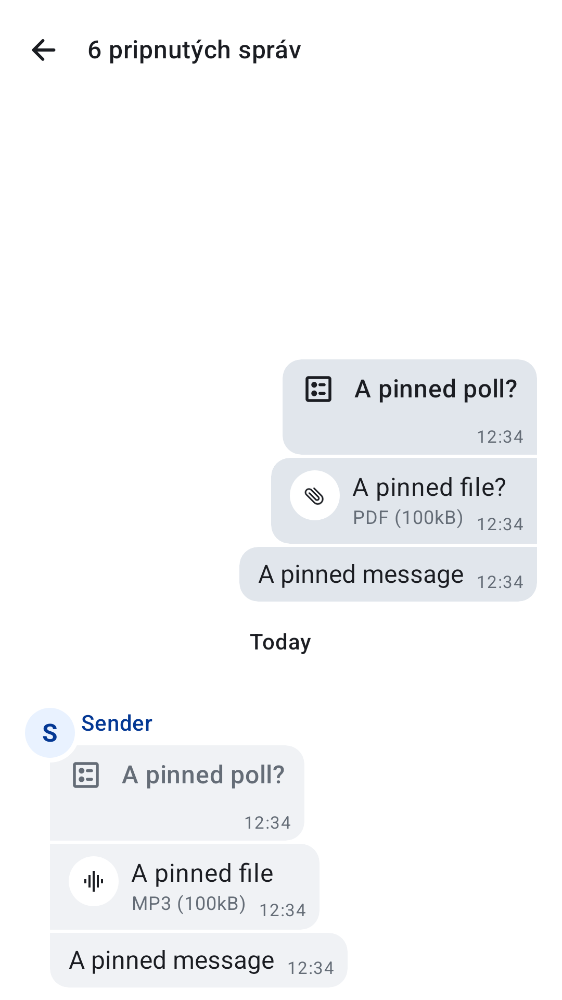 6 pripnutých správ
A pinned poll?
12:34
A pinned file?
PDF (100kB) 12:34
A pinned message 12:34
Today
S Sender
A pinned poll?
12:34
A pinned file
MP3 (100kB) 12:34
A pinned message 12:34